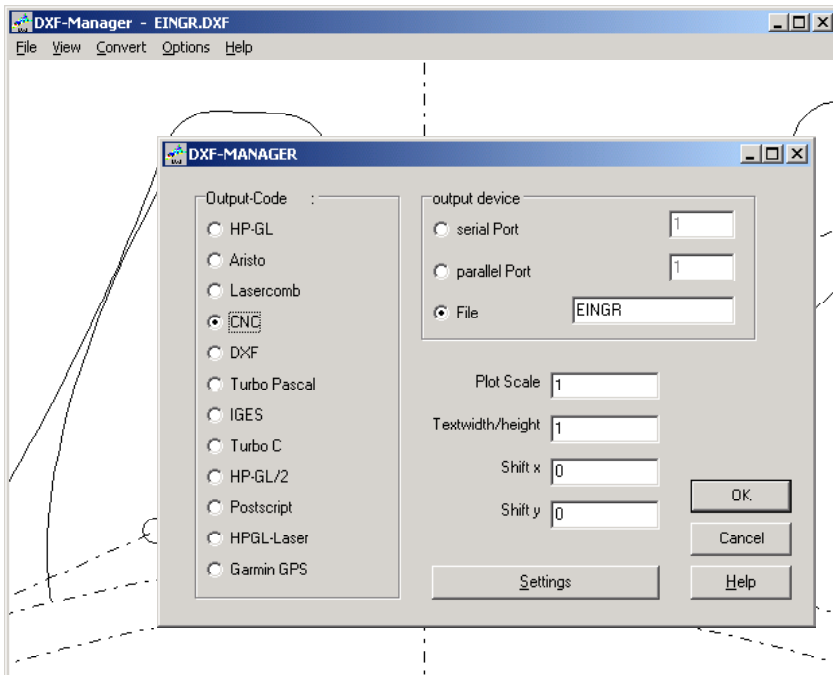 DXF-Manager - EINGR.DXF
File View Convert Options Help
DXF-MANAGER
Output-Code :
HP-GL
Aristo
Lasercomb
CNC
DXF
Turbo Pascal
IGES
Turbo C
HP-GL/2
Postscript
HPGL-Laser
Garmin GPS
output device
serial Port 1
parallel Port 1
File EINGR
Plot Scale 1
Textwidth/height 1
Shift x 0
Shift y 0
Settings
OK
Cancel
Help